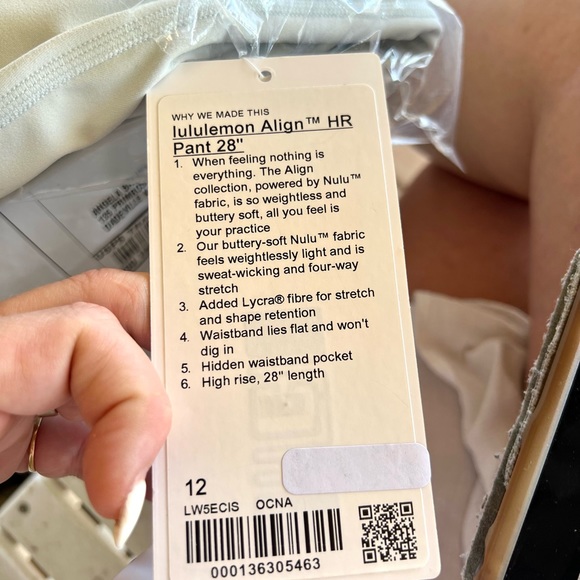 WHY WE MADE THIS
lululemon Align™ HR
Pant 28"
1. When feeling nothing is
everything. The Align
collection, powered by Nulu™
fabric, is so weightless and
buttery soft, all you feel is
your practice
2. Our buttery-soft Nulu™ fabric
feels weightlessly light and is
sweat-wicking and four-way
stretch
3. Added Lycra® fibre for stretch
and shape retention
4. Waistband lies flat and won't
dig in
5. Hidden waistband pocket
6. High rise, 28" length
12
LW5ECIS OCNA
000136305463